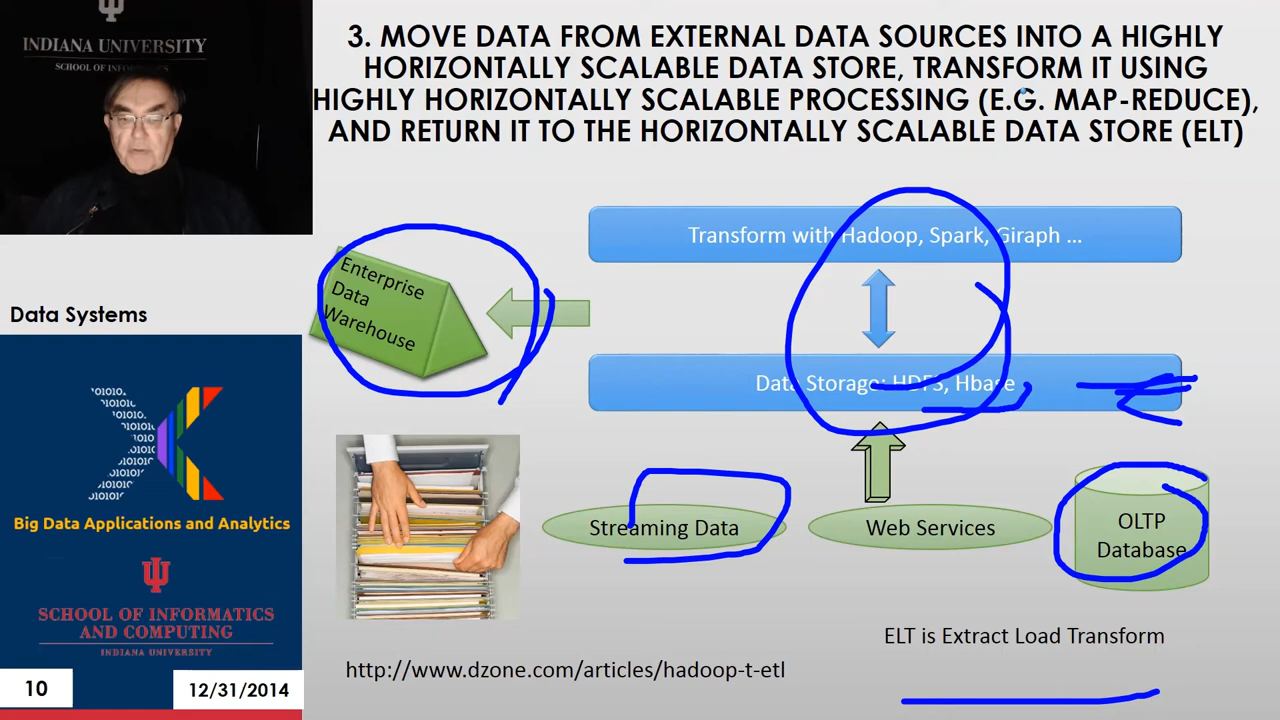 INDIANA UNIVERSITY
SCHOOL OF INFORMATICS
3. MOVE DATA FROM EXTERNAL DATA SOURCES INTO A HIGHLY
HORIZONTALLY SCALABLE DATA STORE, TRANSFORM IT USING
HIGHLY HORIZONTALLY SCALABLE PROCESSING (E.G. MAP-REDUCE),
AND RETURN IT TO THE HORIZONTALLY SCALABLE DATA STORE (ELT)
Transform with Hadoop, Spark, Giraph ...
Enterprise
Data
Warehouse
Data Storage: HDFS, Hbase
Streaming Data
Web Services
OLTP
Database
ELT is Extract Load Transform
http://www.dzone.com/articles/hadoop-t-etl
Data Systems
Big Data Applications and Analytics
SCHOOL OF INFORMATICS
AND COMPUTING
INDIANA UNIVERSITY
10
12/31/2014